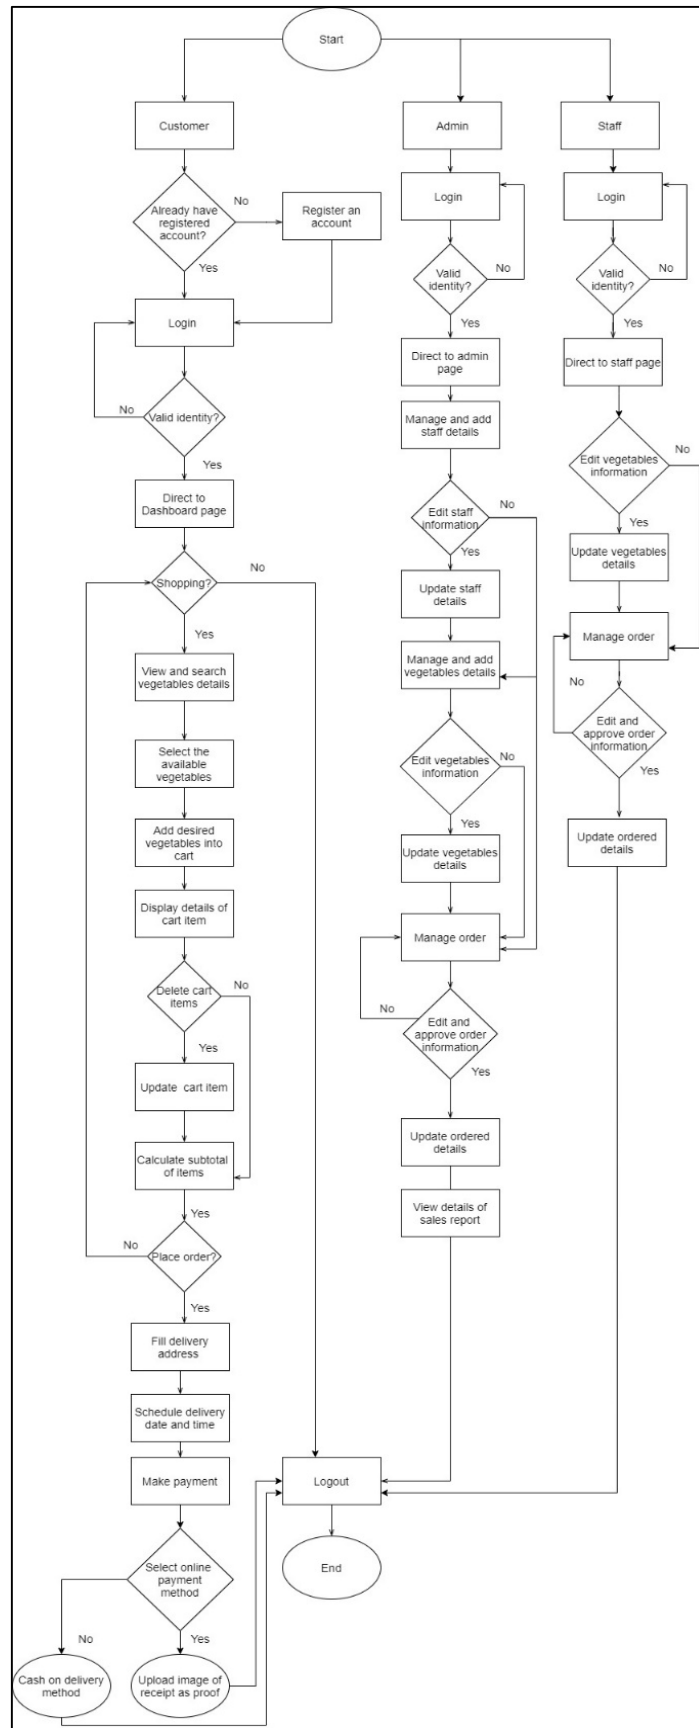 Start
Customer
Admin
Staff
Already have
registered
account?
No
Register an
account
Yes
Login
No
Valid identity?
Yes
Direct to
Dashboard page
Shopping?
No
Yes
View and search
vegetables details
Select the
available
vegetables
Add desired
vegetables into
cart
Display details of
cart item
Delete cart
items
No
Yes
Update cart item
Calculate subtotal
of items
Yes
No
Place order?
Yes
Fill delivery
address
Schedule delivery
date and time
Make payment
Select online
payment
method
No
Yes
Cash on delivery
method
Upload image of
receipt as proof
Login
Valid
identity?
No
Yes
Direct to admin
page
Manage and add
staff details
Edit staff
information
No
Yes
Update staff
details
Manage and add
vegetables details
Edit vegetables
information
No
Yes
Update vegetables
details
Manage order
No
Edit and
approve order
information
Yes
Update ordered
details
View details of
sales report
Login
Valid
identity?
No
Yes
Direct to staff page
Edit vegetables
information
No
Yes
Update vegetables
details
Manage order
No
Edit and
approve order
information
Yes
Update ordered
details
Logout
End